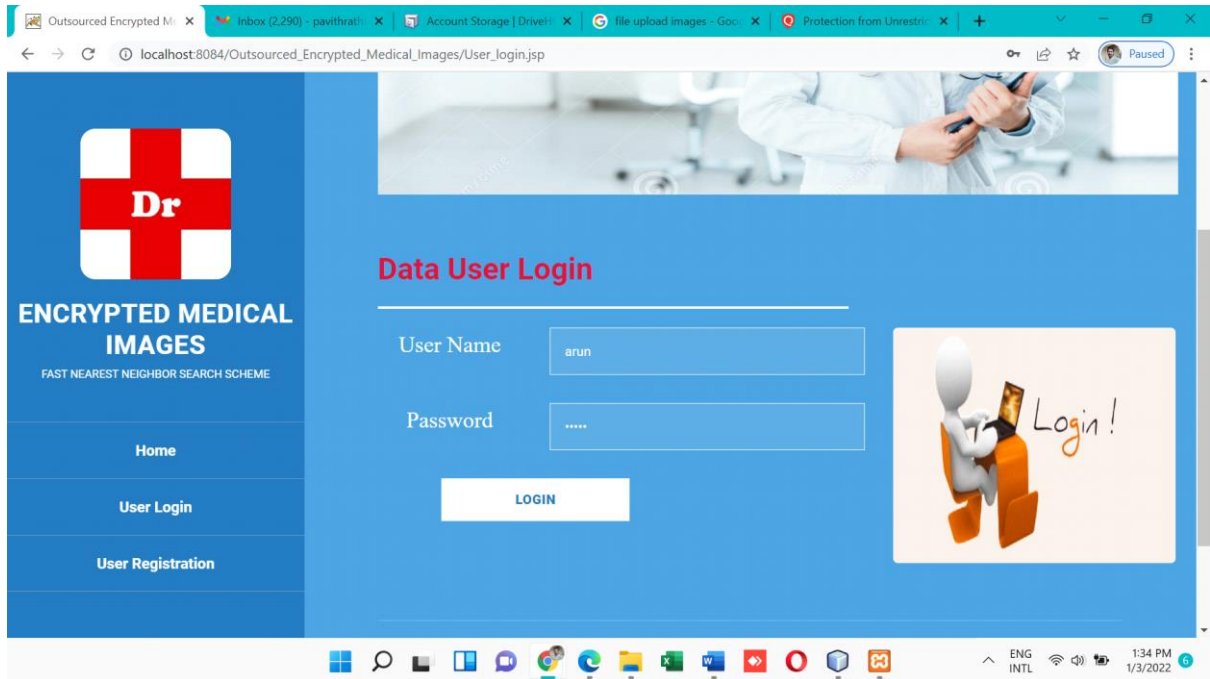 Outsourced Encrypted M
Inbox (2,290) - pavithrath
Account Storage | DriveH
file upload images - Goo
Protection from Unrestric
localhost:8084/Outsourced_Encrypted_Medical_Images/User_login.jsp
Paused
Dr
ENCRYPTED MEDICAL
IMAGES
FAST NEAREST NEIGHBOR SEARCH SCHEME
Home
User Login
User Registration
Data User Login
User Name
arun
Password
.....
LOGIN
Login !
ENG
INTL
1:34 PM
1/3/2022
6